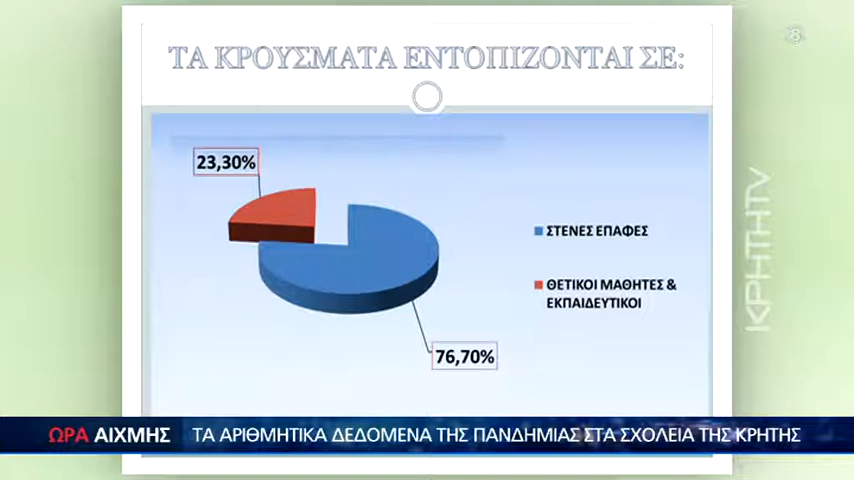 ΤΑ ΚΡΟΥΣΜΑΤΑ ΕΝΤΟΠΙΖΟΝΤΑΙ ΣΕ:
8
23,30%
ΣΤΕΝΕΣ ΕΠΑΦΕΣ
ΘΕΤΙΚΟΙ ΜΑΘΗΤΕΣ &
ΕΚΠΑΙΔΕΥΤΙΚΟΙ
76,70%
ΚΡΗΤΗTV
ΩΡΑ ΑΙΧΜΗΣ ΤΑ ΑΡΙΘΜΗΤΙΚΑ ΔΕΔΟΜΕΝΑ ΤΗΣ ΠΑΝΔΗΜΙΑΣ ΣΤΑ ΣΧΟΛΕΙΑ ΤΗΣ ΚΡΗΤΗΣ